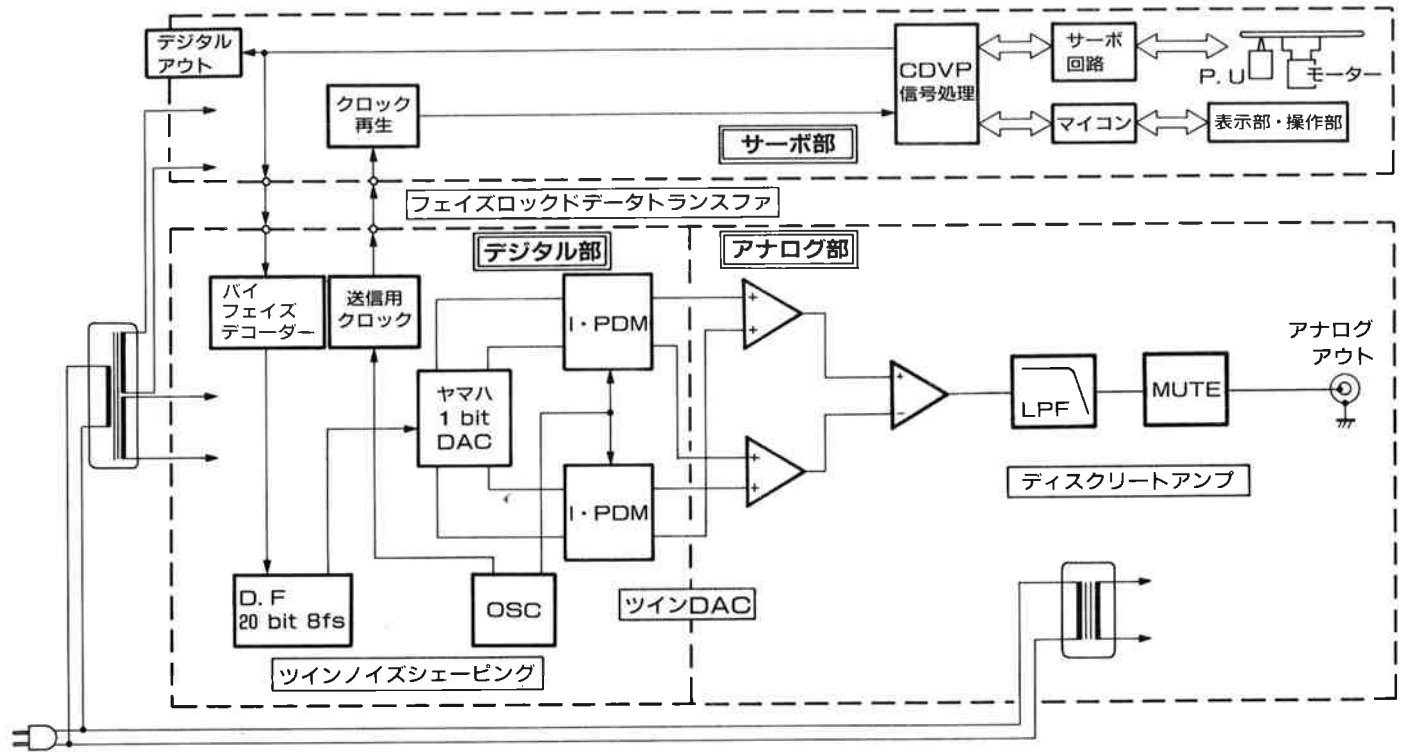 デジタル
アウト
クロック
再生
CDVP
信号処理
サーボ
回路
P. U
モーター
マイコン
表示部・操作部
サーボ部
フェイズロックドデータトランスファ
デジタル部
アナログ部
バイ
フェイズ
デコーダー
送信用
クロック
I・PDM
ヤマハ
1 bit
DAC
I・PDM
+
+
+
+
+
−
LPF
MUTE
アナログ
アウト
ディスクリートアンプ
D. F
20 bit 8fs
OSC
ツインDAC
ツインノイズシェーピング